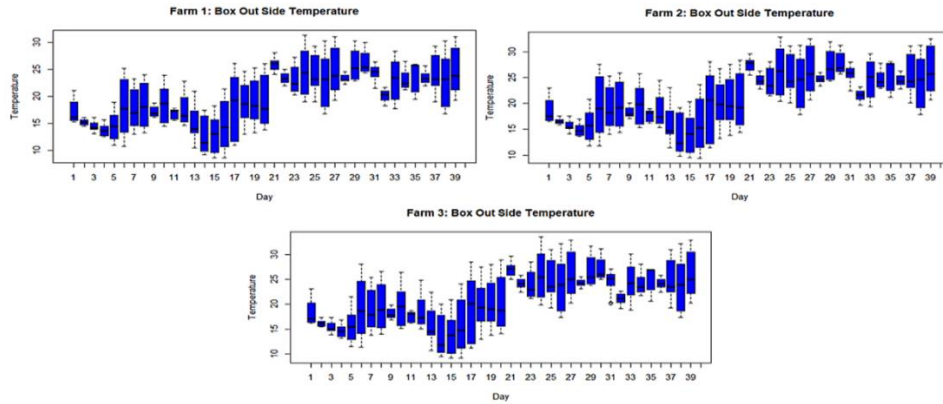 Farm 1: Box Out Side Temperature
Temperature
30
25
20
15
10
1 3 5 7 9 11 13 15 17 19 21 23 25 27 29 31 33 35 37 39
Day
Farm 2: Box Out Side Temperature
Temperature
30
25
20
15
10
1 3 5 7 9 11 13 15 17 19 21 23 25 27 29 31 33 35 37 39
Day
Farm 3: Box Out Side Temperature
Temperature
30
25
20
15
10
1 3 5 7 9 11 13 15 17 19 21 23 25 27 29 31 33 35 37 39
Day